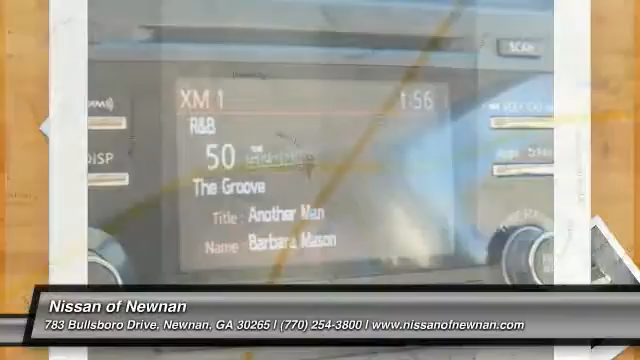 SCAN
XM 1 1:56
R&B
50
DISP
The Groove
Title : Another Man
Name : Barbara Mason
Nissan of Newnan
783 Bullsboro Drive, Newnan, GA 30265 l (770) 254-3800 l www.nissanofnewnan.com